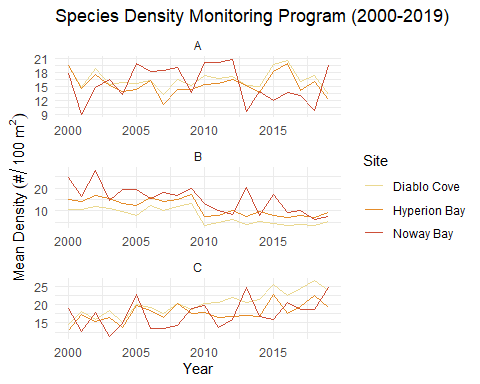 Species Density Monitoring Program (2000-2019)
A
21
18
15
12
9
2000 2005 2010 2015
B
20
10
2000 2005 2010 2015
C
25
20
15
2000 2005 2010 2015
Year
Mean Density (#/ 100 m²)
Site
Diablo Cove
Hyperion Bay
Noway Bay